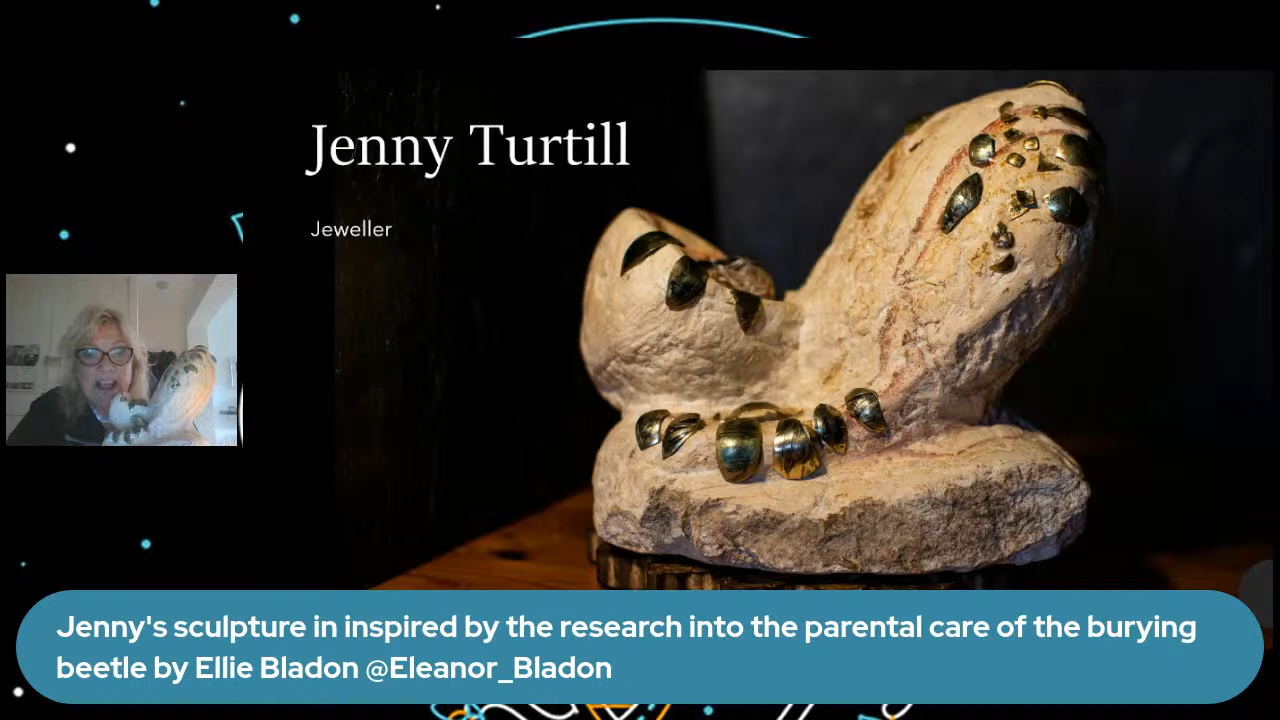 Jenny Turtill
Jeweller
Jenny's sculpture in inspired by the research into the parental care of the burying
beetle by Ellie Bladon @Eleanor_Bladon